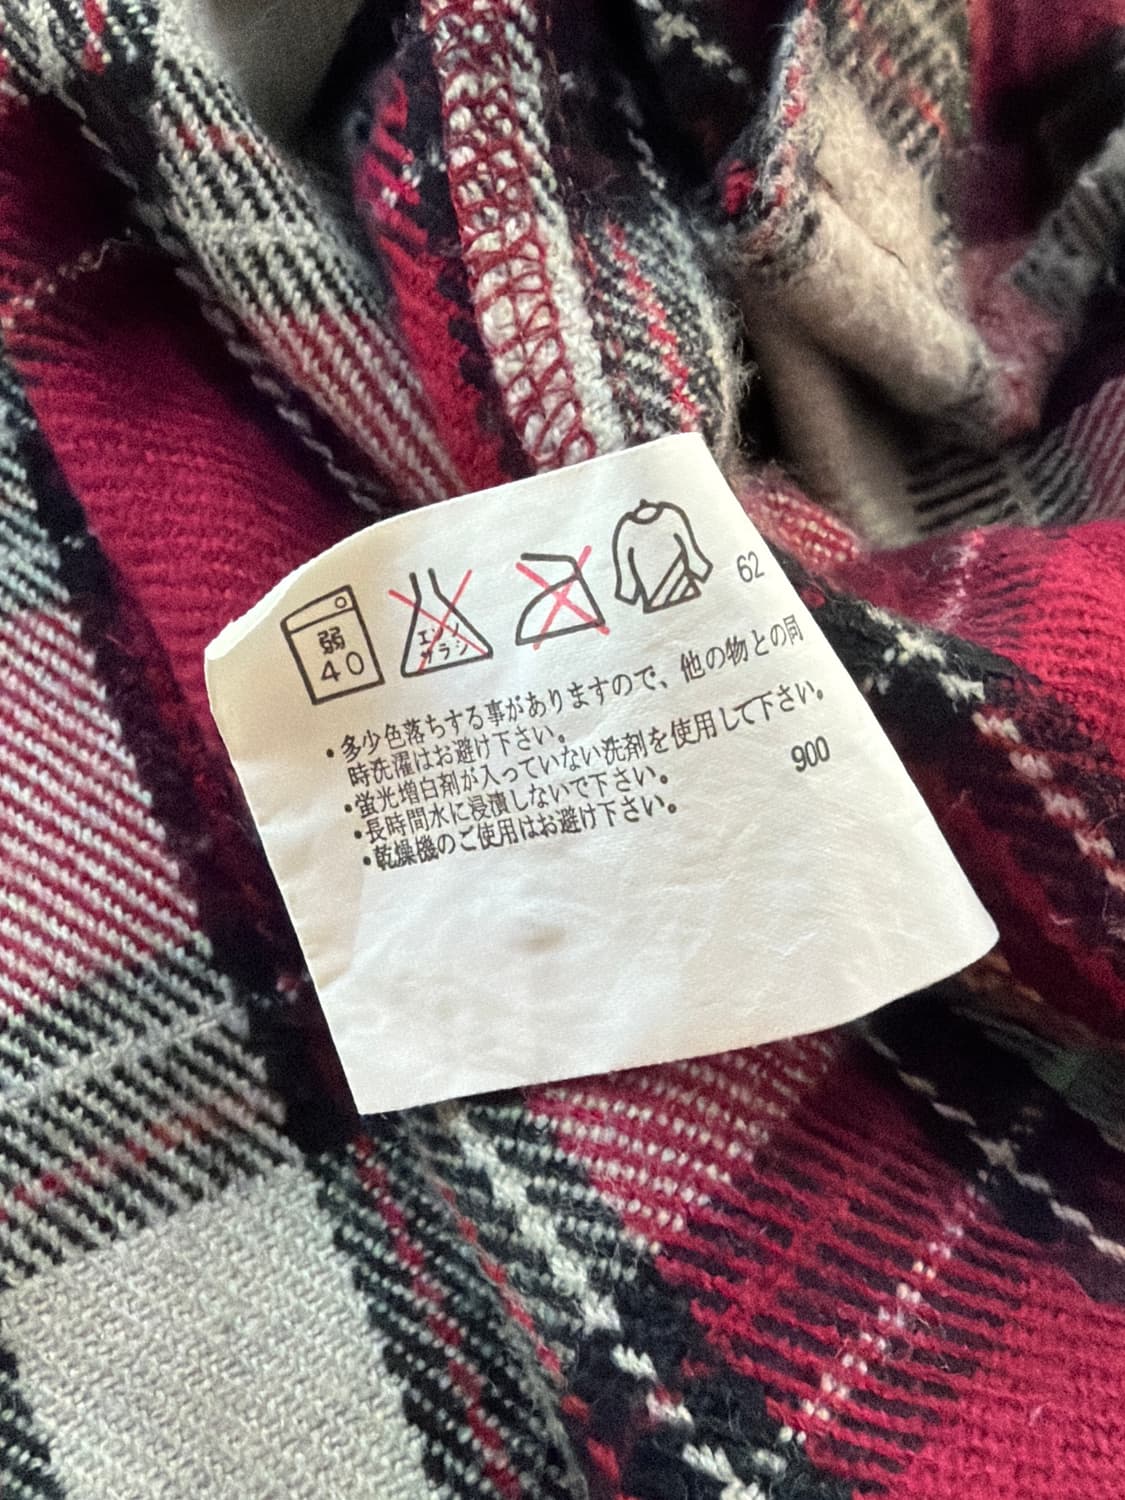 弱
40
エンソ
サラシ
62
・多少色落ちする事がありますので、他の物との同
時洗濯はお避け下さい。
・蛍光増白剤が入っていない洗剤を使用して下さい。
・長時間水に浸漬しないで下さい。
・乾燥機のご使用はお避け下さい。
900